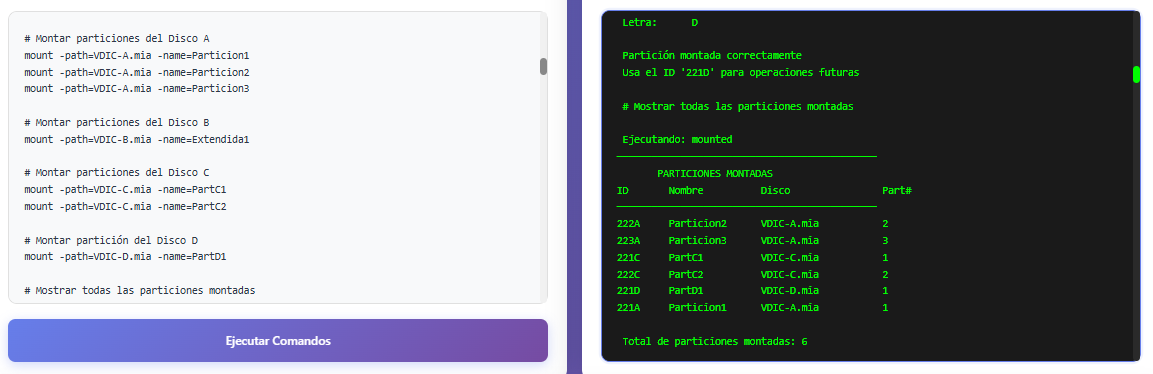 # Montar particiones del Disco A
mount -path=VDIC-A.mia -name=Particion1
mount -path=VDIC-A.mia -name=Particion2
mount -path=VDIC-A.mia -name=Particion3
# Montar particiones del Disco B
mount -path=VDIC-B.mia -name=Extendida1
# Montar particiones del Disco C
mount -path=VDIC-C.mia -name=PartC1
mount -path=VDIC-C.mia -name=PartC2
# Montar partición del Disco D
mount -path=VDIC-D.mia -name=PartD1
# Mostrar todas las particiones montadas
Ejecutar Comandos
Letra: D
Partición montada correctamente
Usa el ID '221D' para operaciones futuras
# Mostrar todas las particiones montadas
Ejecutando: mounted
PARTICIONES MONTADAS
ID Nombre Disco Part#
222A Particion2 VDIC-A.mia 2
223A Particion3 VDIC-A.mia 3
221C PartC1 VDIC-C.mia 1
222C PartC2 VDIC-C.mia 2
221D PartD1 VDIC-D.mia 1
221A Particion1 VDIC-A.mia 1
Total de particiones montadas: 6